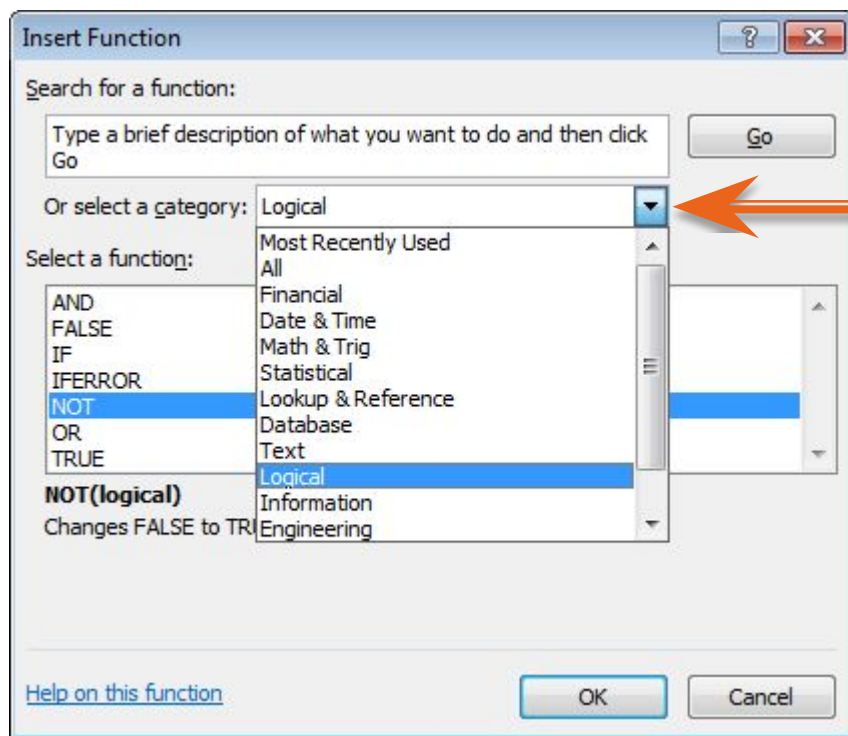 Insert Function
Search for a function:
Type a brief description of what you want to do and then click
Go
Go
Or select a category: Logical
Most Recently Used
All
Financial
Date & Time
Math & Trig
Statistical
Lookup & Reference
Database
Text
Logical
Information
Engineering
Select a function:
AND
FALSE
IF
IFERROR
NOT
OR
TRUE
NOT(logical)
Changes FALSE to
Help on this function
OK
Cancel